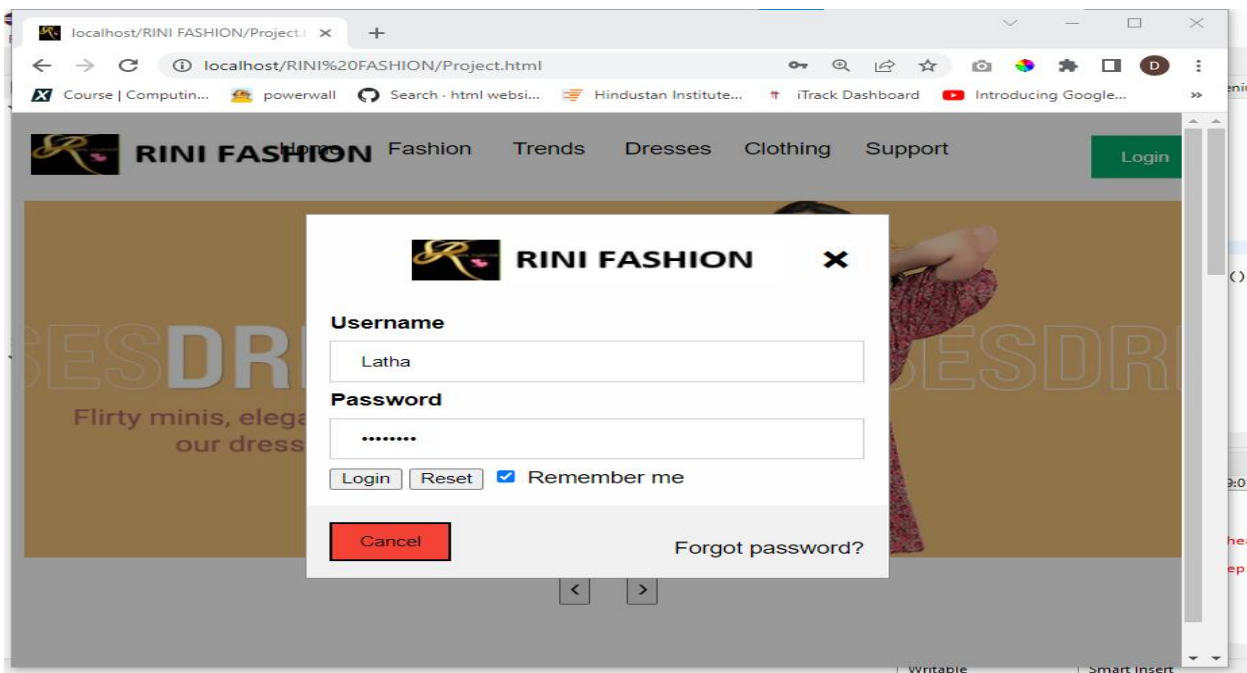 localhost/RINI FASHION/Project.
localhost/RINI%20FASHION/Project.html
D
Course | Computin... powerwall Search · html websi... Hindustan Institute... iTrack Dashboard Introducing Google... »
RINI FASHION Home Fashion Trends Dresses Clothing Support Login
RINI FASHION
Username
Latha
SESDRE ESSESDR
Password
Flirty minis, elega
our dress
Login Reset Remember me
Cancel
Forgot password?
< >
Writable Smart Insert